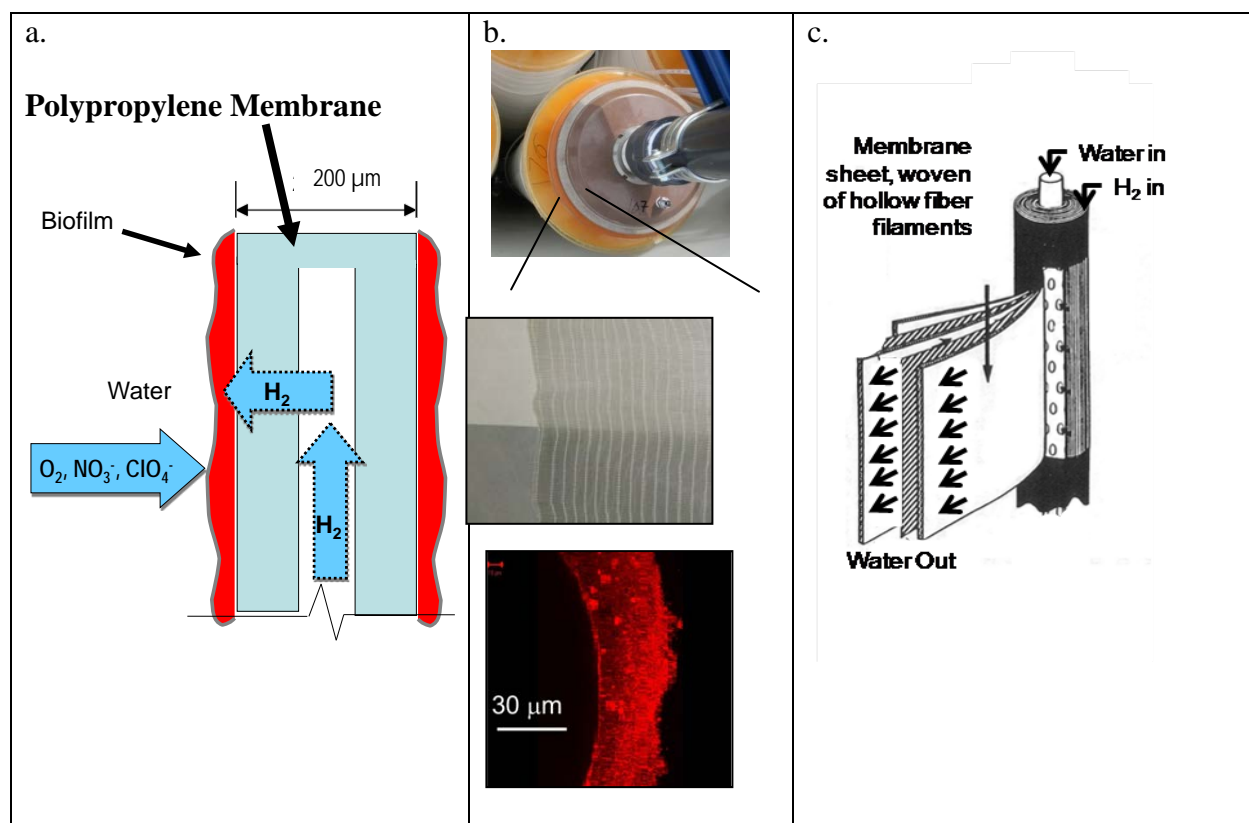 a.
Polypropylene Membrane
200 µm
Biofilm
Water
H₂
O₂, NO₃⁻, ClO₄⁻
H₂
b.
30 µm
c.
Membrane
sheet, woven
of hollow fiber
filaments
Water in
H₂ in
Water Out